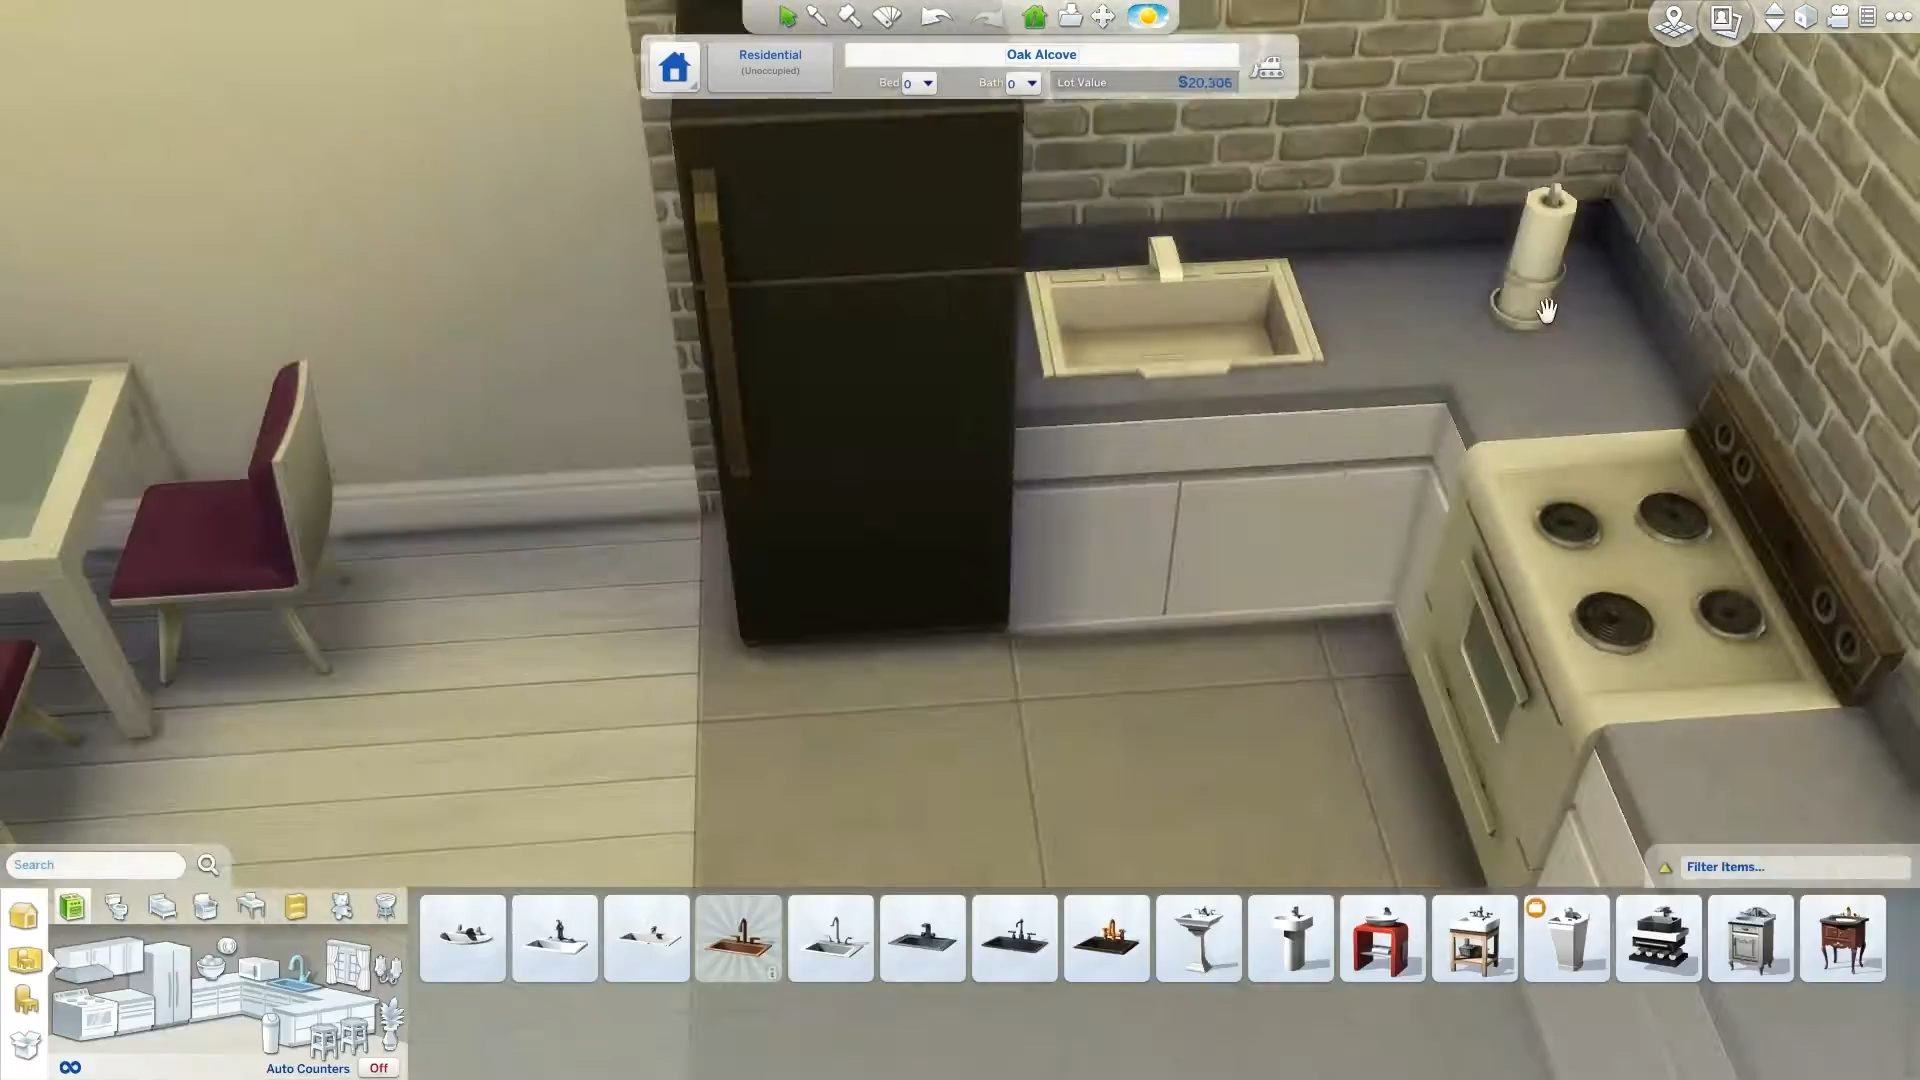 Residential
(Unoccupied)
Oak Alcove
Bed 0
Bath 0
Lot Value
§20,306
Search
Filter Items...
Auto Counters
Off